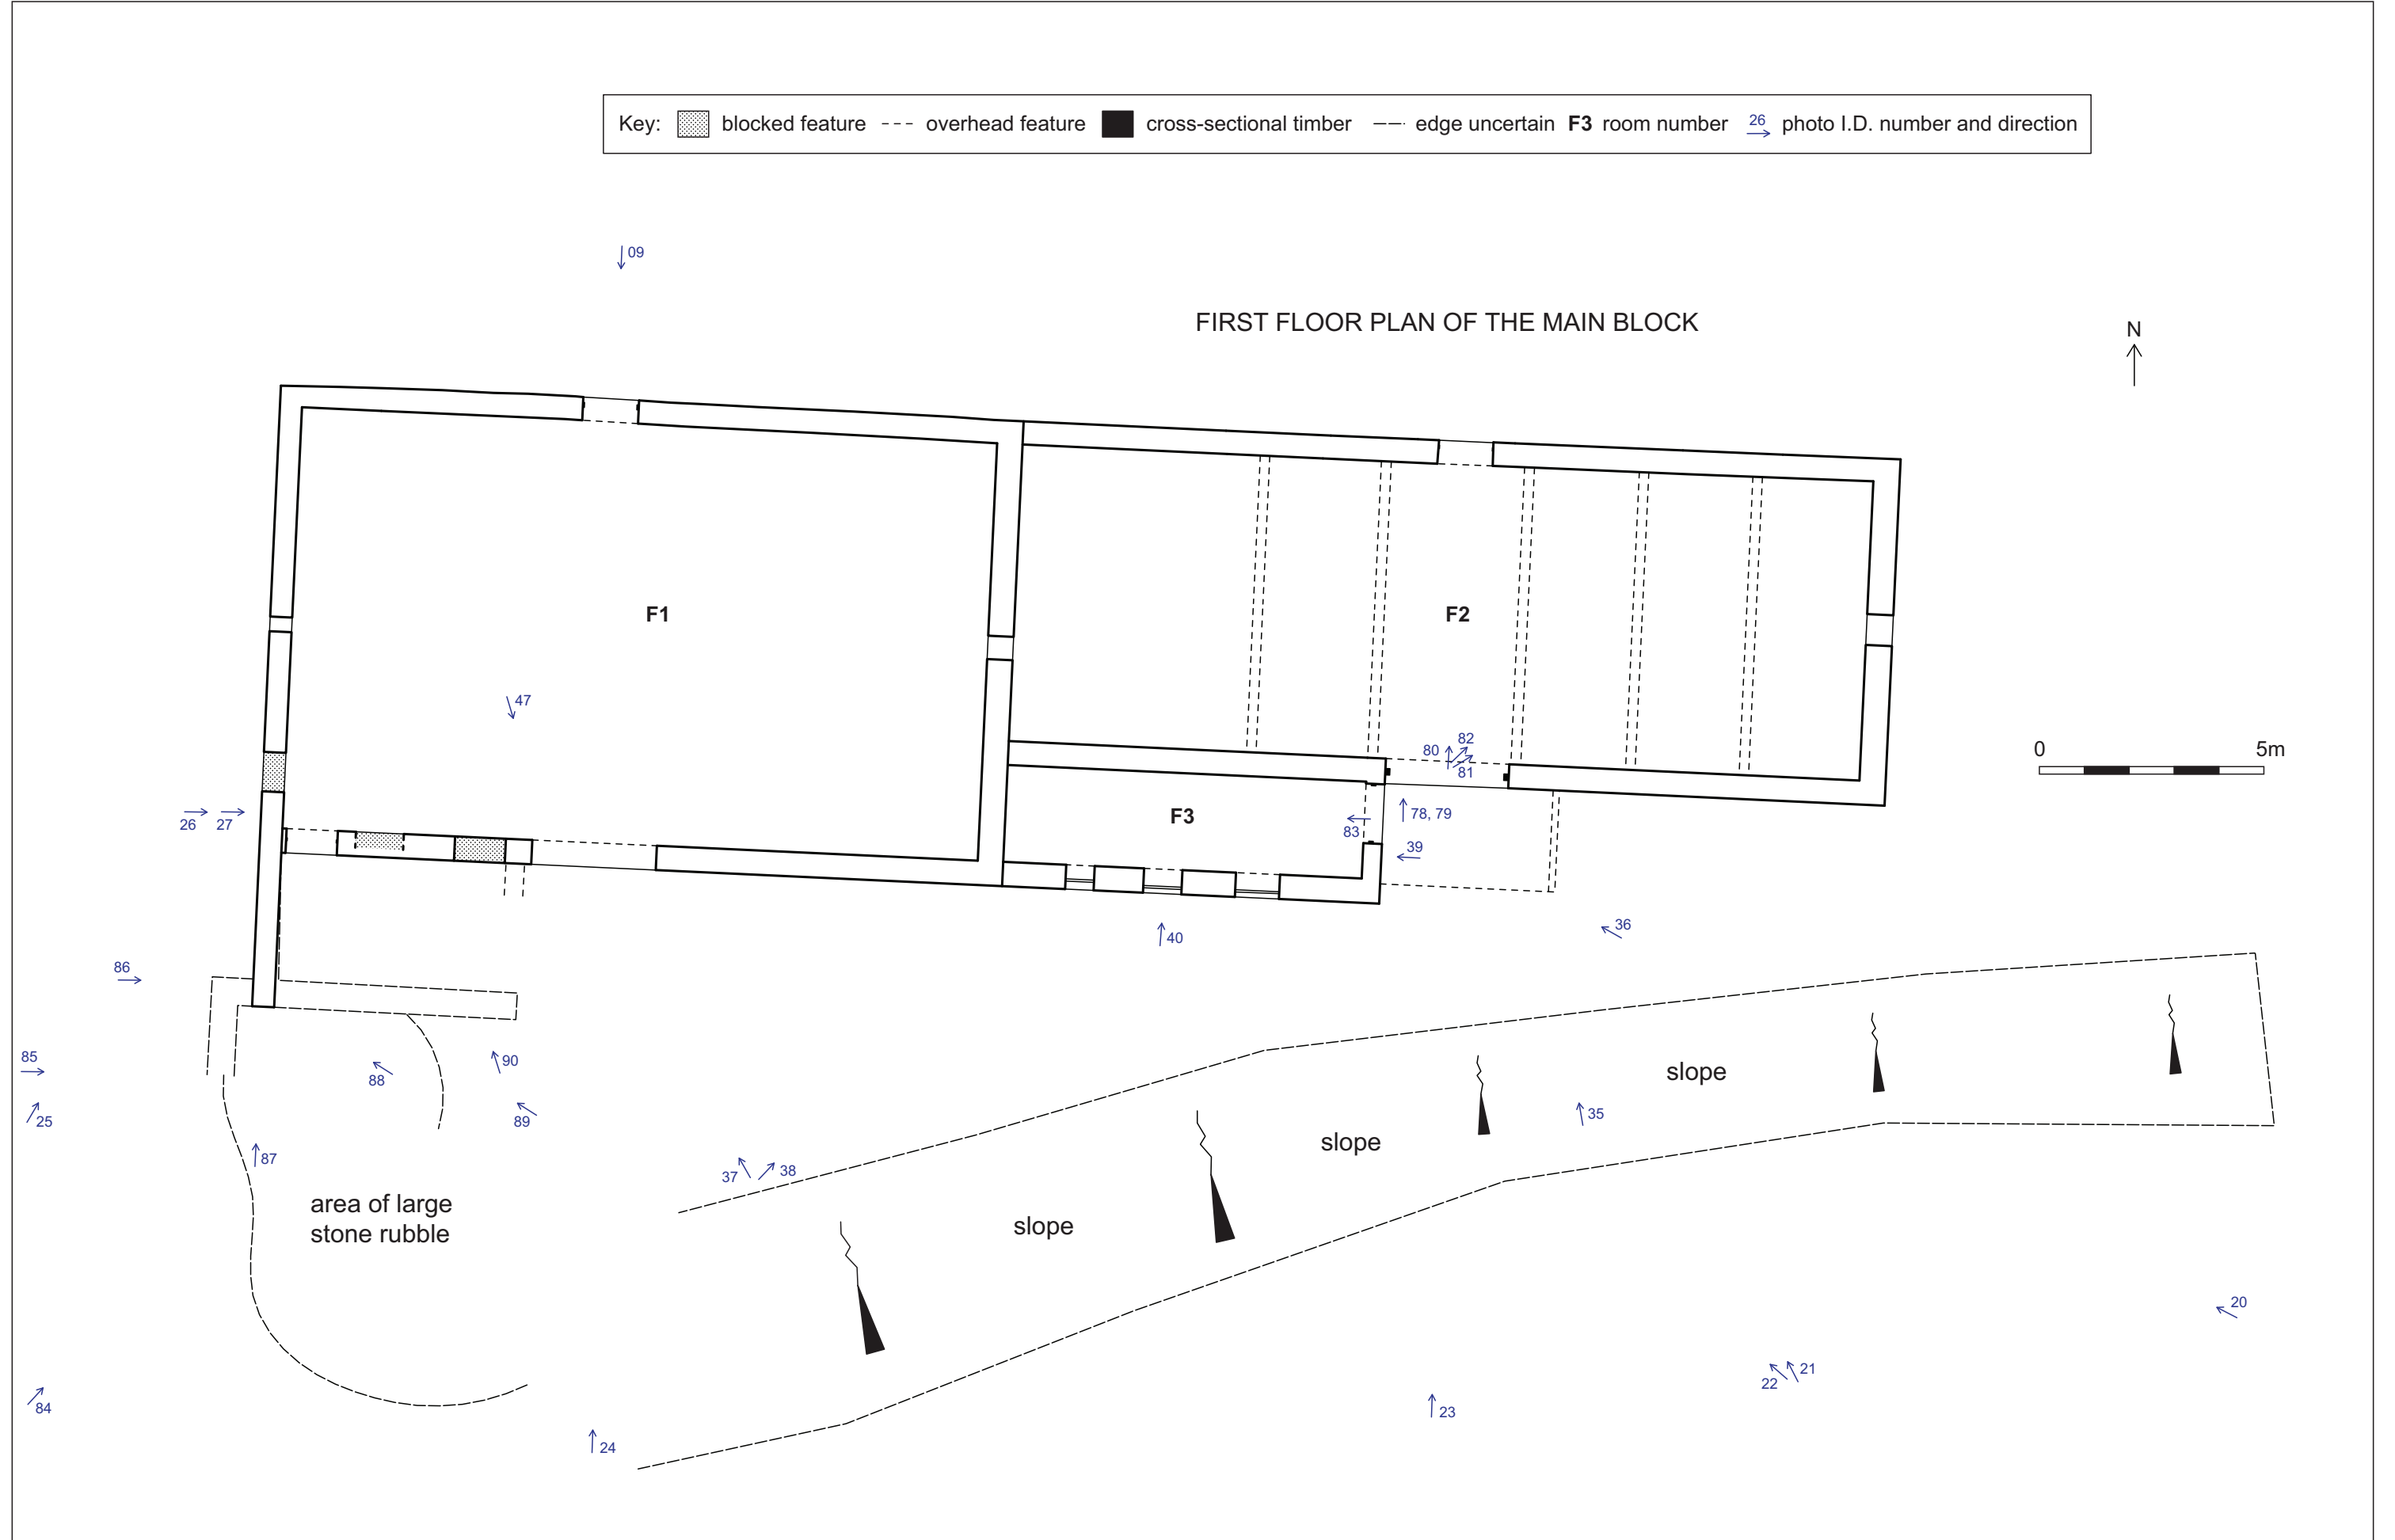 Key: blocked feature overhead feature cross-sectional timber edge uncertain F3 room number 26 photo I.D. number and direction
09
FIRST FLOOR PLAN OF THE MAIN BLOCK
N
F1
F2
47
82
80
81
0 5m
26 27
F3
78, 79
83
39
36
40
86
85
90
88
slope
25
89
35
slope
87
37 38
area of large
stone rubble
slope
20
21
22
84
23
24